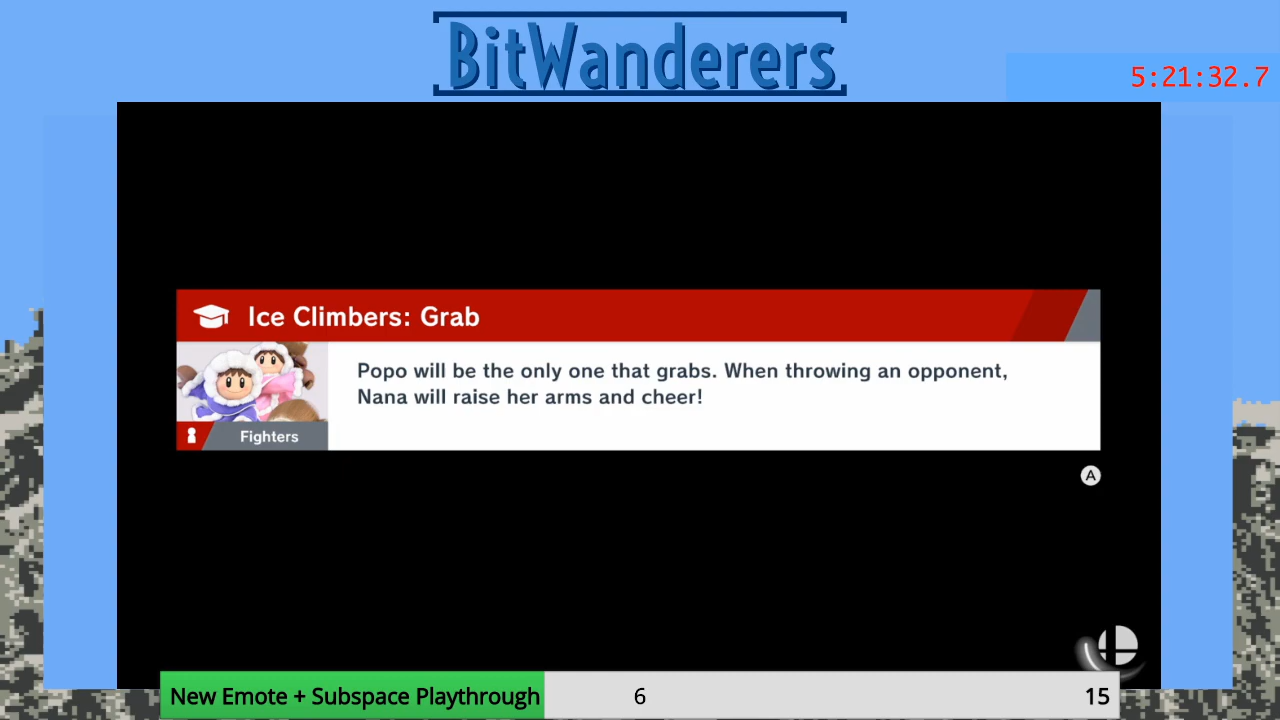 BitWanderers
5:21:32.7
Ice Climbers: Grab
Popo will be the only one that grabs. When throwing an opponent,
Nana will raise her arms and cheer!
Fighters
A
New Emote + Subspace Playthrough 6 15